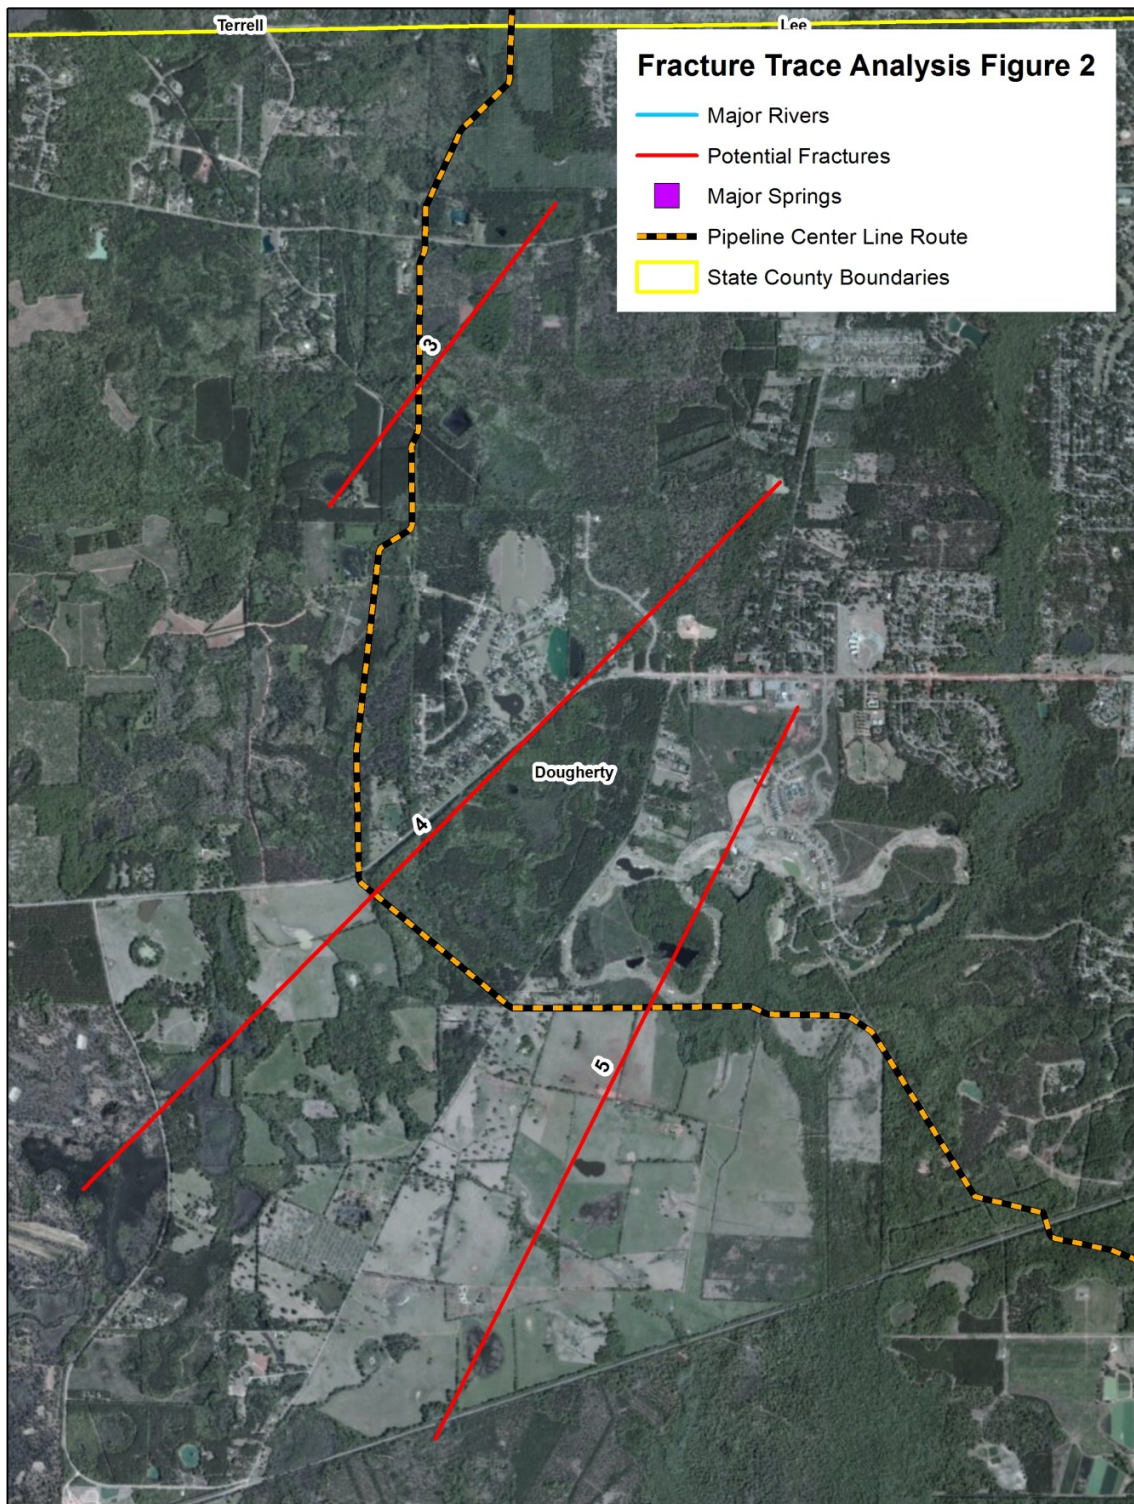 Terrell
Lee
Fracture Trace Analysis Figure 2
Major Rivers
Potential Fractures
Major Springs
Pipeline Center Line Route
State County Boundaries
3
Dougherty
4
5